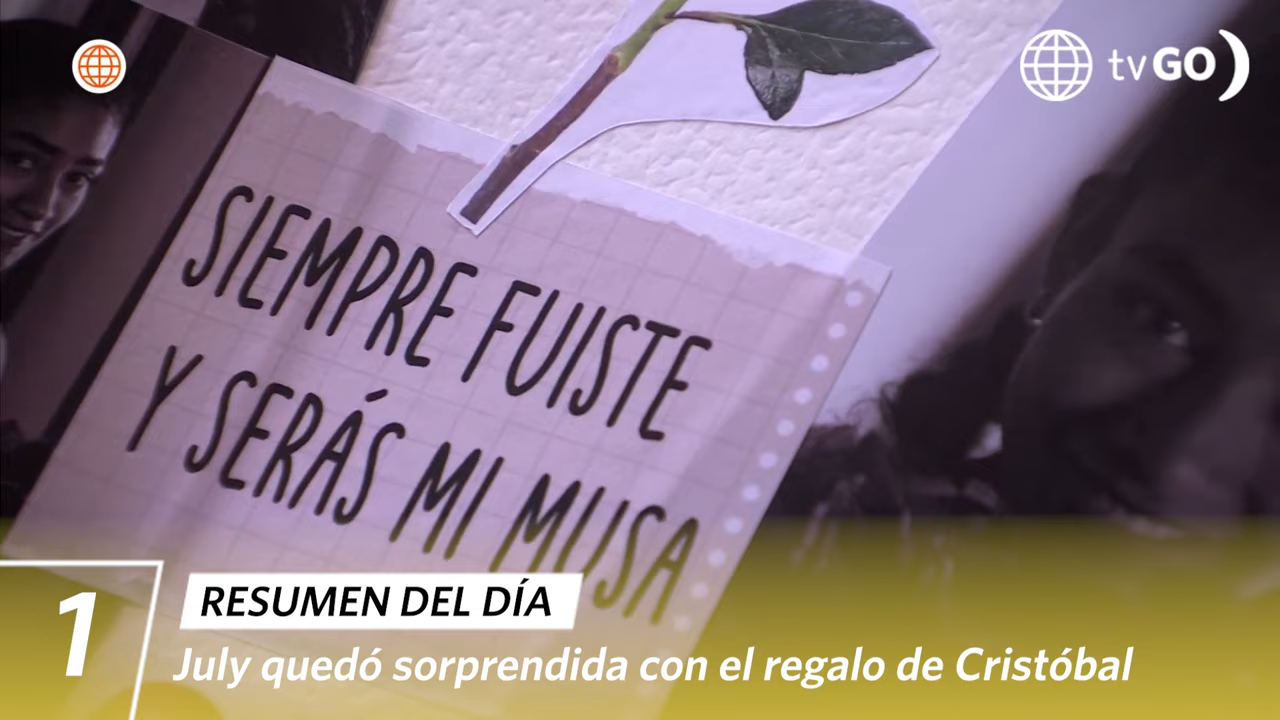 tvGO
SIEMPRE FUISTE
Y SERÁS MI MUSA
1
RESUMEN DEL DÍA
July quedó sorprendida con el regalo de Cristóbal